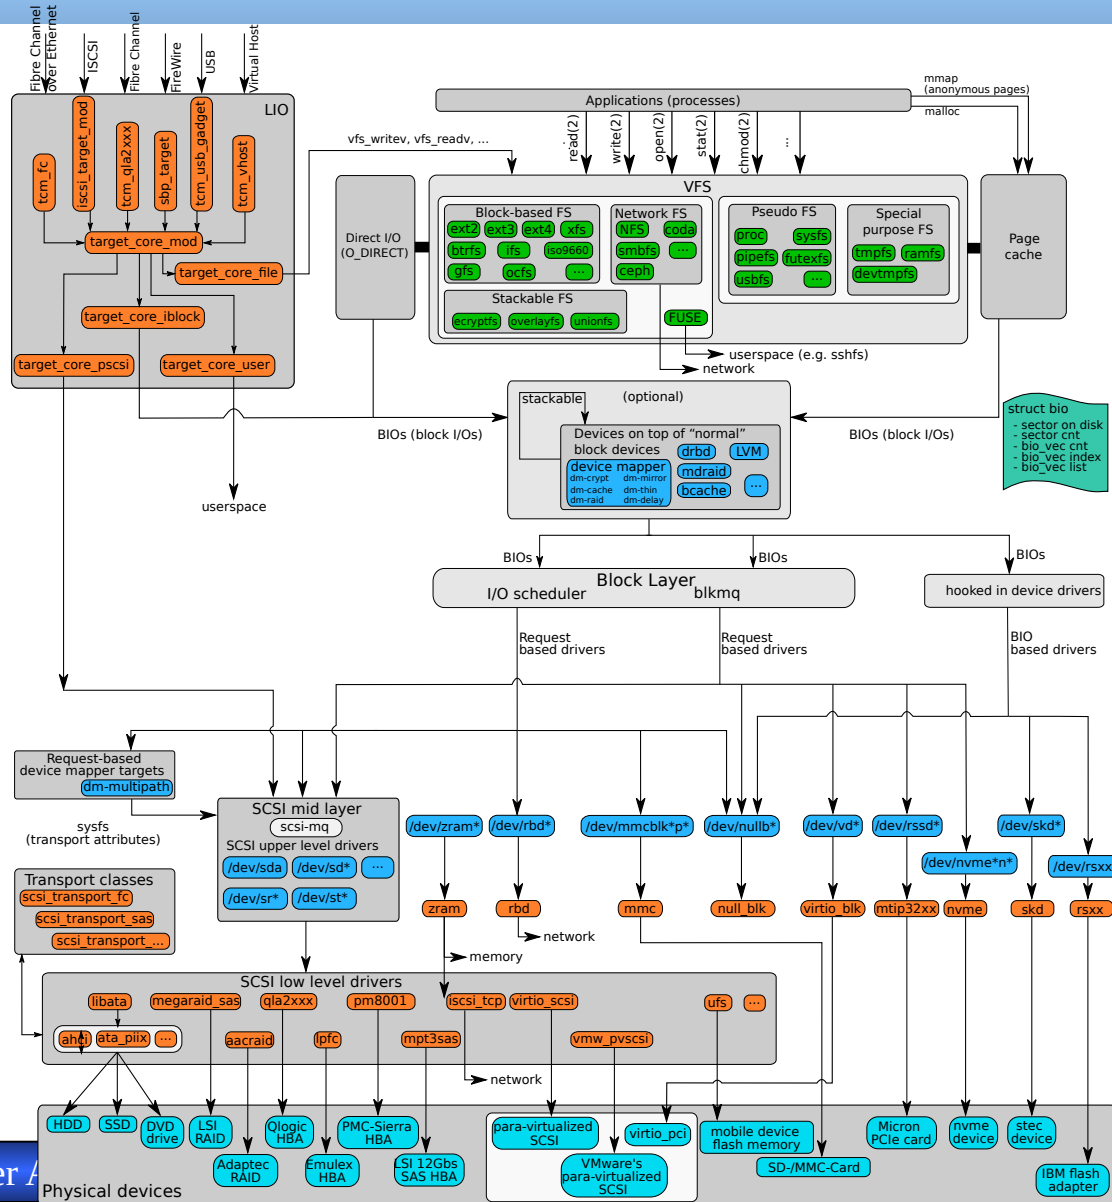 Fibre Channel
over Ethernet
ISCSI
Fibre Channel
FireWire
USB
Virtual Host
LIO
tcm_fc
iscsi_target_mod
tcm_qla2xxx
sbp_target
tcm_usb_gadget
tcm_vhost
target_core_mod
target_core_file
target_core_iblock
target_core_pscsi
target_core_user
userspace
vfs_writev, vfs_readv, ...
Applications (processes)
mmap
(anonymous pages)
malloc
read(2)
write(2)
open(2)
stat(2)
chmod(2)
...
Direct I/O
(O_DIRECT)
VFS
Block-based FS
ext2
ext3
ext4
xfs
btrfs
ifs
iso9660
gfs
ocfs
...
Network FS
NFS
coda
smbfs
...
ceph
Stackable FS
ecryptfs
overlayfs
unionfs
FUSE
Pseudo FS
proc
sysfs
pipefs
futexfs
usbfs
...
Special
purpose FS
tmpfs
ramfs
devtmpfs
Page
cache
userspace (e.g. sshfs)
network
stackable
(optional)
Devices on top of “normal”
block devices
drbd
LVM
device mapper
dm-crypt
dm-mirror
dm-cache
dm-thin
dm-raid
dm-delay
mdraid
bcache
...
BIOs (block I/Os)
BIOs (block I/Os)
struct bio
- sector on disk
- sector cnt
- bio_vec cnt
- bio_vec index
- bio_vec list
BIOs
BIOs
BIOs
Block Layer
I/O scheduler
blkmq
hooked in device drivers
Request
based drivers
Request
based drivers
BIO
based drivers
Request-based
device mapper targets
dm-multipath
sysfs
(transport attributes)
SCSI mid layer
scsi-mq
SCSI upper level drivers
/dev/sda
/dev/sd*
...
/dev/sr*
/dev/st*
/dev/zram*
/dev/rbd*
/dev/mmcblk*p*
/dev/nullb*
/dev/vd*
/dev/rssd*
/dev/skd*
/dev/nvme*n*
/dev/rsxx
Transport classes
scsi_transport_fc
scsi_transport_sas
scsi_transport_...
zram
rbd
mmc
null_blk
virtio_blk
mtip32xx
nvme
skd
rsxx
network
memory
SCSI low level drivers
libata
megaraid_sas
qla2xxx
pm8001
iscsi_tcp
virtio_scsi
ufs
...
ahci
ata_piix
...
aacraid
lpfc
mpt3sas
vmw_pvscsi
network
HDD
SSD
DVD
drive
LSI
RAID
Adaptec
RAID
Qlogic
HBA
Emulex
HBA
PMC-Sierra
HBA
LSI 12Gbs
SAS HBA
para-virtualized
SCSI
VMware's
para-virtualized
SCSI
virtio_pci
mobile device
flash memory
SD-/MMC-Card
Micron
PCIe card
nvme
device
stec
device
IBM flash
adapter
er A
Physical devices